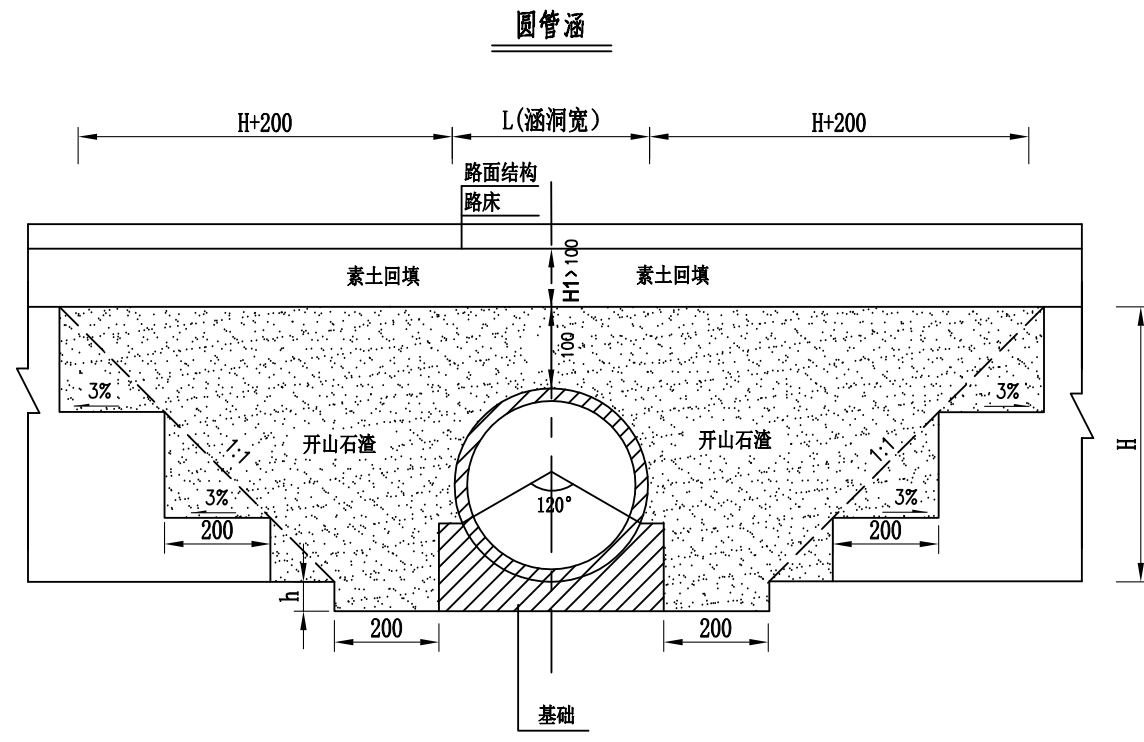 圆管涵
H+200
L(涵洞宽)
H+200
路面结构
路床
素土回填
H1>100
素土回填
100
3%
3%
开山石渣
1:1
开山石渣
1:1
H
120°
3%
3%
200
200
h
200
200
基础